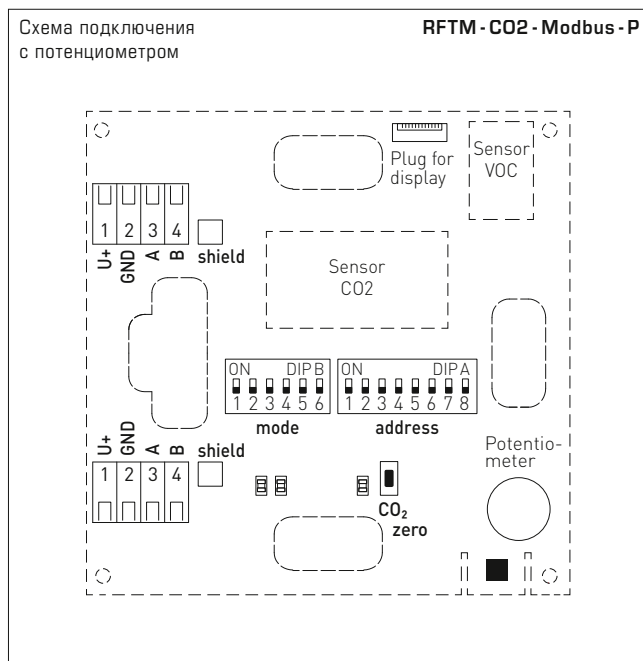 Схема подключения
с потенциометром
RFTM - CO2 - Modbus - P
Plug for
display
Sensor
VOC
1 2 3 4
U+ GND A B shield
Sensor
CO2
ON DIP B
1 2 3 4 5 6
mode
ON DIP A
1 2 3 4 5 6 7 8
address
U+ GND A B shield
1 2 3 4
Potentio-
meter
CO₂
zero